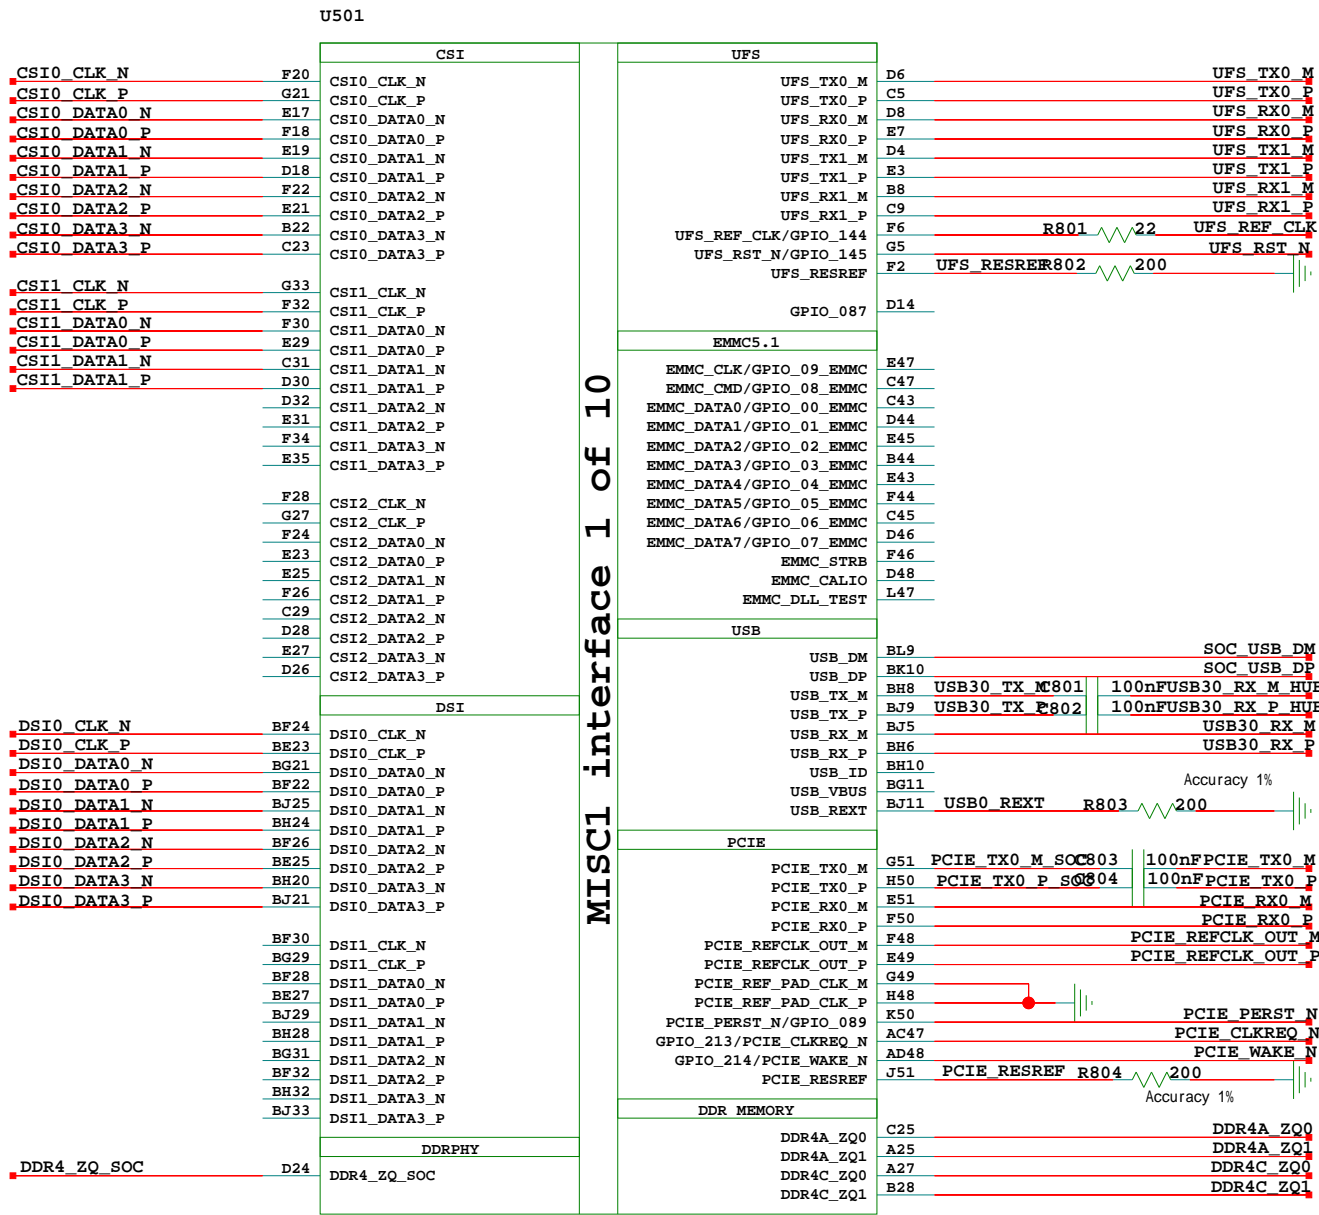 U501
CSI
CSI0_CLK_N F20 CSI0_CLK_N
CSI0_CLK_P G21 CSI0_CLK_P
CSI0_DATA0_N E17 CSI0_DATA0_N
CSI0_DATA0_P F18 CSI0_DATA0_P
CSI0_DATA1_N E19 CSI0_DATA1_N
CSI0_DATA1_P D18 CSI0_DATA1_P
CSI0_DATA2_N F22 CSI0_DATA2_N
CSI0_DATA2_P E21 CSI0_DATA2_P
CSI0_DATA3_N B22 CSI0_DATA3_N
CSI0_DATA3_P C23 CSI0_DATA3_P
CSI1_CLK_N G33 CSI1_CLK_N
CSI1_CLK_P F32 CSI1_CLK_P
CSI1_DATA0_N F30 CSI1_DATA0_N
CSI1_DATA0_P E29 CSI1_DATA0_P
CSI1_DATA1_N C31 CSI1_DATA1_N
CSI1_DATA1_P D30 CSI1_DATA1_P
D32 CSI1_DATA2_N
E31 CSI1_DATA2_P
F34 CSI1_DATA3_N
E35 CSI1_DATA3_P
F28 CSI2_CLK_N
G27 CSI2_CLK_P
F24 CSI2_DATA0_N
E23 CSI2_DATA0_P
E25 CSI2_DATA1_N
F26 CSI2_DATA1_P
C29 CSI2_DATA2_N
D28 CSI2_DATA2_P
E27 CSI2_DATA3_N
D26 CSI2_DATA3_P
DSI
DSI0_CLK_N BF24 DSI0_CLK_N
DSI0_CLK_P BE23 DSI0_CLK_P
DSI0_DATA0_N BG21 DSI0_DATA0_N
DSI0_DATA0_P BF22 DSI0_DATA0_P
DSI0_DATA1_N BJ25 DSI0_DATA1_N
DSI0_DATA1_P BH24 DSI0_DATA1_P
DSI0_DATA2_N BF26 DSI0_DATA2_N
DSI0_DATA2_P BE25 DSI0_DATA2_P
DSI0_DATA3_N BH20 DSI0_DATA3_N
DSI0_DATA3_P BJ21 DSI0_DATA3_P
BF30 DSI1_CLK_N
BG29 DSI1_CLK_P
BF28 DSI1_DATA0_N
BE27 DSI1_DATA0_P
BJ29 DSI1_DATA1_N
BH28 DSI1_DATA1_P
BG31 DSI1_DATA2_N
BF32 DSI1_DATA2_P
BH32 DSI1_DATA3_N
BJ33 DSI1_DATA3_P
DDRPHY
DDR4_ZQ_SOC D24 DDR4_ZQ_SOC
MISC1 interface 1 of 10
UFS
UFS_TX0_M D6 UFS_TX0_M
UFS_TX0_P C5 UFS_TX0_P
UFS_RX0_M D8 UFS_RX0_M
UFS_RX0_P E7 UFS_RX0_P
UFS_TX1_M D4 UFS_TX1_M
UFS_TX1_P E3 UFS_TX1_P
UFS_RX1_M B8 UFS_RX1_M
UFS_RX1_P C9 UFS_RX1_P
UFS_REF_CLK/GPIO_144 F6 R801 22 UFS_REF_CLK
UFS_RST_N/GPIO_145 G5 UFS_RST_N
UFS_RESREF F2 UFS_RESREF R802 200
GPIO_087 D14
EMMC5.1
EMMC_CLK/GPIO_09_EMMC E47
EMMC_CMD/GPIO_08_EMMC C47
EMMC_DATA0/GPIO_00_EMMC C43
EMMC_DATA1/GPIO_01_EMMC D44
EMMC_DATA2/GPIO_02_EMMC E45
EMMC_DATA3/GPIO_03_EMMC B44
EMMC_DATA4/GPIO_04_EMMC E43
EMMC_DATA5/GPIO_05_EMMC F44
EMMC_DATA6/GPIO_06_EMMC C45
EMMC_DATA7/GPIO_07_EMMC D46
EMMC_STRB F46
EMMC_CALIO D48
EMMC_DLL_TEST L47
USB
USB_DM BL9 SOC_USB_DM
USB_DP BK10 SOC_USB_DP
USB_TX_M BH8 USB30_TX_M C801 100nF USB30_RX_M_HUB
USB_TX_P BJ9 USB30_TX_P C802 100nF USB30_RX_P_HUB
USB_RX_M BJ5 USB30_RX_M
USB_RX_P BH6 USB30_RX_P
USB_ID BH10
USB_VBUS BG11
Accuracy 1%
USB_REXT BJ11 USB0_REXT R803 200
PCIE
PCIE_TX0_M G51 PCIE_TX0_M_SOC C803 100nF PCIE_TX0_M
PCIE_TX0_P H50 PCIE_TX0_P_SOC C804 100nF PCIE_TX0_P
PCIE_RX0_M E51 PCIE_RX0_M
PCIE_RX0_P F50 PCIE_RX0_P
PCIE_REFCLK_OUT_M F48 PCIE_REFCLK_OUT_M
PCIE_REFCLK_OUT_P E49 PCIE_REFCLK_OUT_P
PCIE_REF_PAD_CLK_M G49
PCIE_REF_PAD_CLK_P H48
PCIE_PERST_N/GPIO_089 K50 PCIE_PERST_N
GPIO_213/PCIE_CLKREQ_N AC47 PCIE_CLKREQ_N
GPIO_214/PCIE_WAKE_N AD48 PCIE_WAKE_N
PCIE_RESREF J51 PCIE_RESREF R804 200
Accuracy 1%
DDR MEMORY
DDR4A_ZQ0 C25 DDR4A_ZQ0
DDR4A_ZQ1 A25 DDR4A_ZQ1
DDR4C_ZQ0 A27 DDR4C_ZQ0
DDR4C_ZQ1 B28 DDR4C_ZQ1